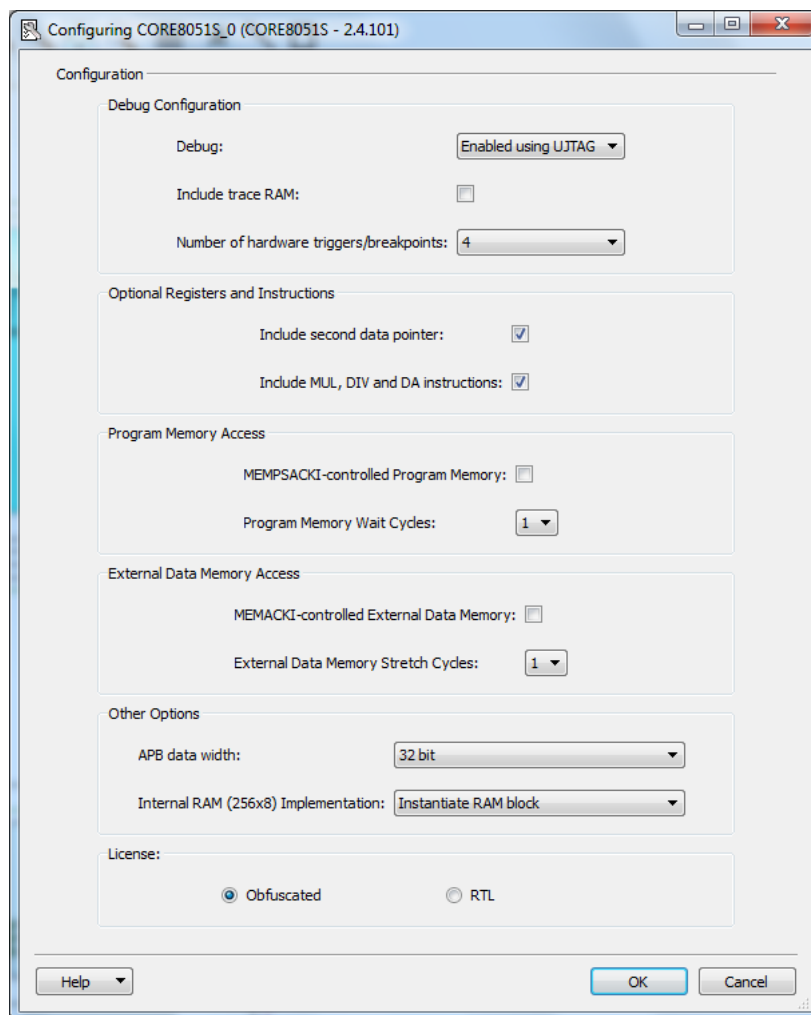 Configuring CORE8051S_0 (CORE8051S - 2.4.101)
Configuration
Debug Configuration
Debug: Enabled using UJTAG
Include trace RAM:
Number of hardware triggers/breakpoints: 4
Optional Registers and Instructions
Include second data pointer:
Include MUL, DIV and DA instructions:
Program Memory Access
MEMPSACKI-controlled Program Memory:
Program Memory Wait Cycles: 1
External Data Memory Access
MEMACKI-controlled External Data Memory:
External Data Memory Stretch Cycles: 1
Other Options
APB data width: 32 bit
Internal RAM (256x8) Implementation: Instantiate RAM block
License:
Obfuscated RTL
Help OK Cancel